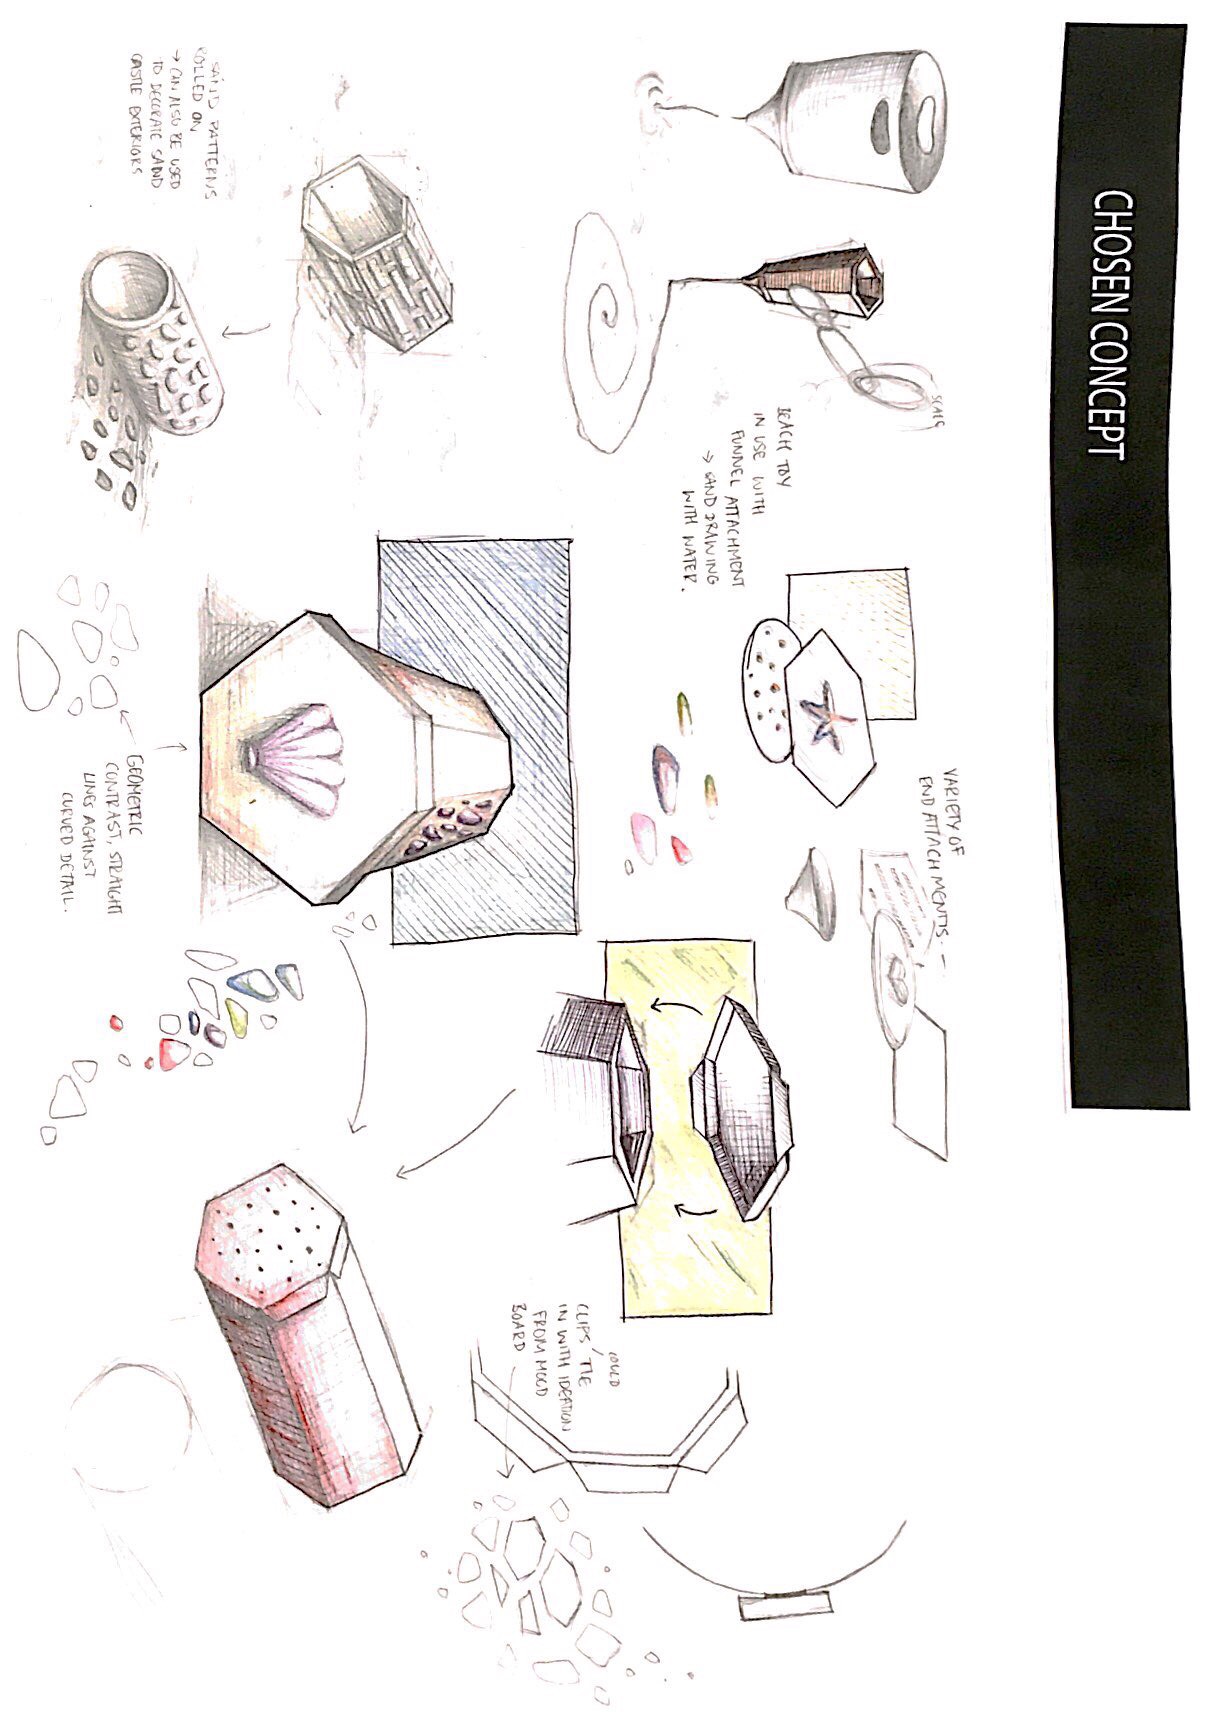 CHOSEN CONCEPT
SCALE
VARIETY OF
END ATTACHMENTS.
BEACH TOY
IN USE WITH
FUNNEL ATTACHMENT
→ SAND DRAWING
WITH WATER.
COULD
CLIPS TIE
IN WITH IDEATION
FROM MOOD
BOARD
SAND PATTERNS
ROLLED ON
→ CAN ALSO BE USED
TO DECORATE SAND
CASTLE EXTERIORS
GEOMETRIC
CONTRAST, STRAIGHT
LINES AGAINST
CURVED DETAIL.